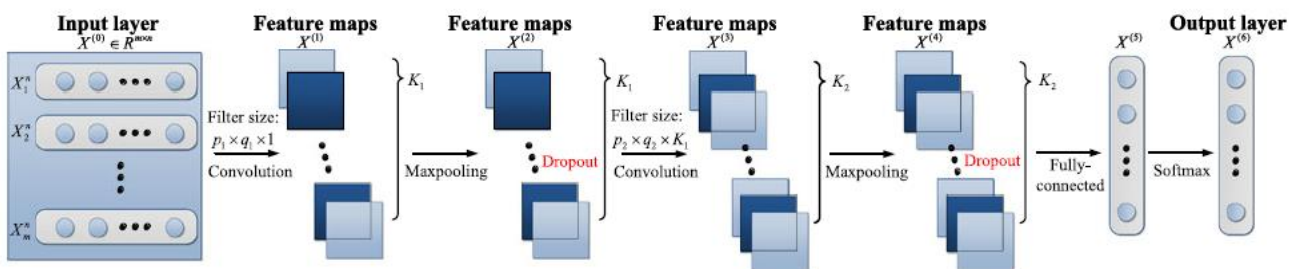 Input layer
X^(0) ∈ R^m×n
X_1^n
X_2^n
X_m^n
Filter size:
p_1 × q_1 × 1
Convolution
Feature maps
X^(1)
K_1
Maxpooling
Feature maps
X^(2)
Dropout
K_1
Filter size:
p_2 × q_2 × K_1
Convolution
Feature maps
X^(3)
K_2
Maxpooling
Feature maps
X^(4)
Dropout
K_2
Fully-
connected
X^(5)
Softmax
Output layer
X^(6)